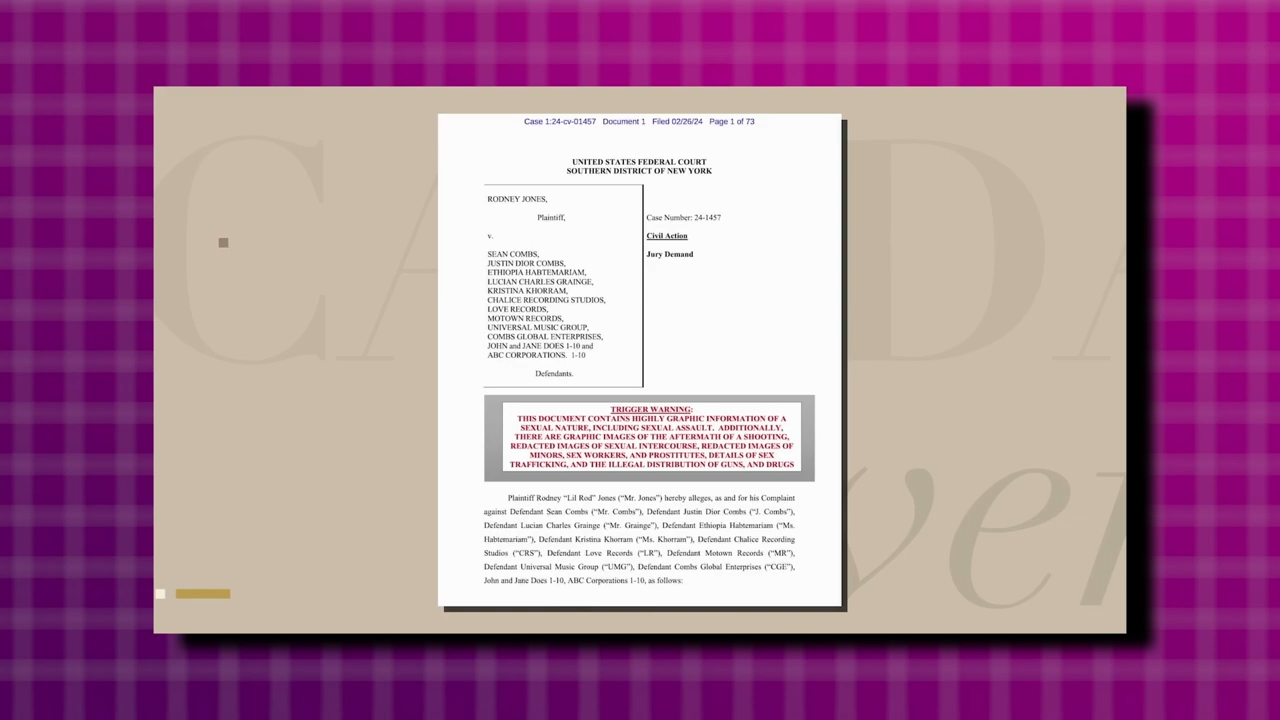 Case 1:24-cv-01457 Document 1 Filed 02/26/24 Page 1 of 73
UNITED STATES FEDERAL COURT
SOUTHERN DISTRICT OF NEW YORK
RODNEY JONES,
Plaintiff,
v.
SEAN COMBS,
JUSTIN DIOR COMBS,
ETHIOPIA HABTEMARIAM,
LUCIAN CHARLES GRAINGE,
KRISTINA KHORRAM,
CHALICE RECORDING STUDIOS,
LOVE RECORDS,
MOTOWN RECORDS,
UNIVERSAL MUSIC GROUP,
COMBS GLOBAL ENTERPRISES,
JOHN and JANE DOES 1-10 and
ABC CORPORATIONS. 1-10
Defendants.
Case Number: 24-1457
Civil Action
Jury Demand
TRIGGER WARNING:
THIS DOCUMENT CONTAINS HIGHLY GRAPHIC INFORMATION OF A
SEXUAL NATURE, INCLUDING SEXUAL ASSAULT. ADDITIONALLY,
THERE ARE GRAPHIC IMAGES OF THE AFTERMATH OF A SHOOTING,
REDACTED IMAGES OF SEXUAL INTERCOURSE, REDACTED IMAGES OF
MINORS, SEX WORKERS, AND PROSTITUTES, DETAILS OF SEX
TRAFFICKING, AND THE ILLEGAL DISTRIBUTION OF GUNS, AND DRUGS
Plaintiff Rodney “Lil Rod” Jones (“Mr. Jones”) hereby alleges, as and for his Complaint
against Defendant Sean Combs (“Mr. Combs”), Defendant Justin Dior Combs (“J. Combs”),
Defendant Lucian Charles Grainge (“Mr. Grainge”), Defendant Ethiopia Habtemariam (“Ms.
Habtemariam”), Defendant Kristina Khorram (“Ms. Khorram”), Defendant Chalice Recording
Studios (“CRS”), Defendant Love Records (“LR”), Defendant Motown Records (“MR”),
Defendant Universal Music Group (“UMG”), Defendant Combs Global Enterprises (“CGE”),
John and Jane Does 1-10, ABC Corporations 1-10, as follows: